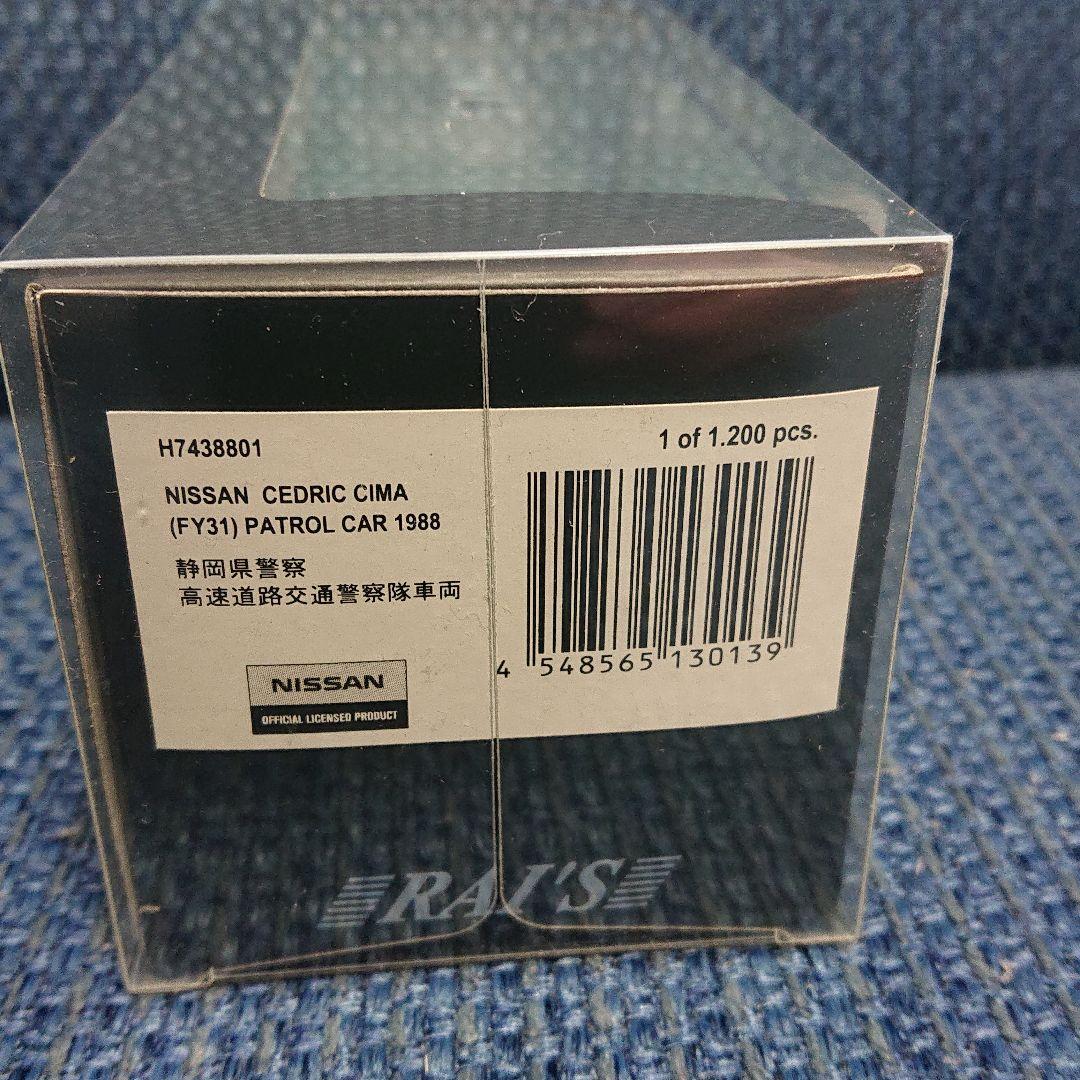 H7438801
1 of 1.200 pcs.
NISSAN CEDRIC CIMA
(FY31) PATROL CAR 1988
静岡県警察
高速道路交通警察隊車両
4 548565 130139
NISSAN
OFFICIAL LICENSED PRODUCT
RAI'S